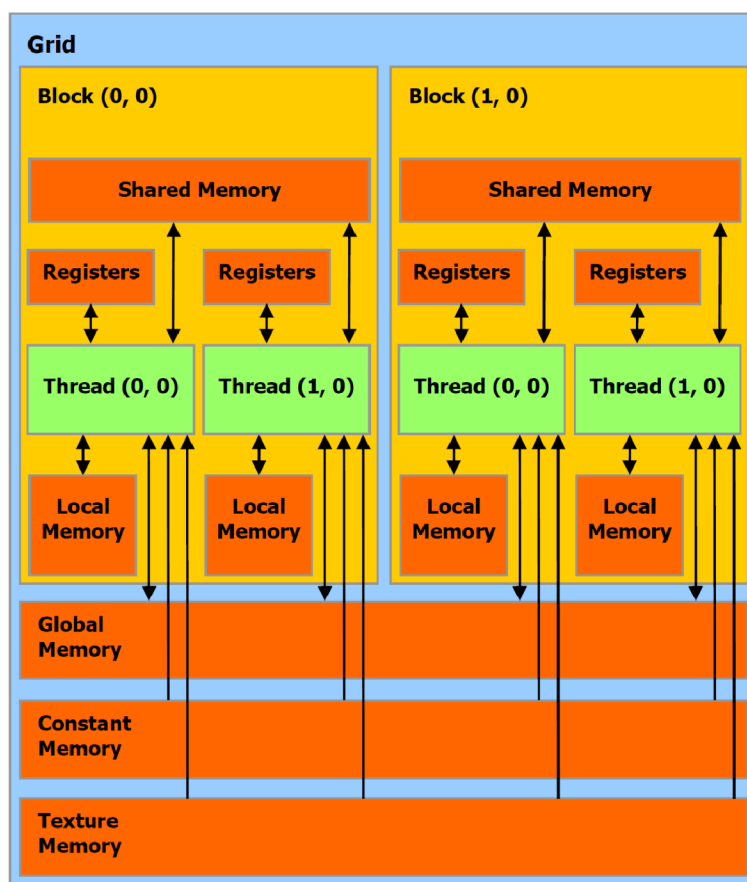 Grid
Block (0, 0)
Block (1, 0)
Shared Memory
Shared Memory
Registers
Registers
Registers
Registers
Thread (0, 0)
Thread (1, 0)
Thread (0, 0)
Thread (1, 0)
Local
Memory
Local
Memory
Local
Memory
Local
Memory
Global
Memory
Constant
Memory
Texture
Memory